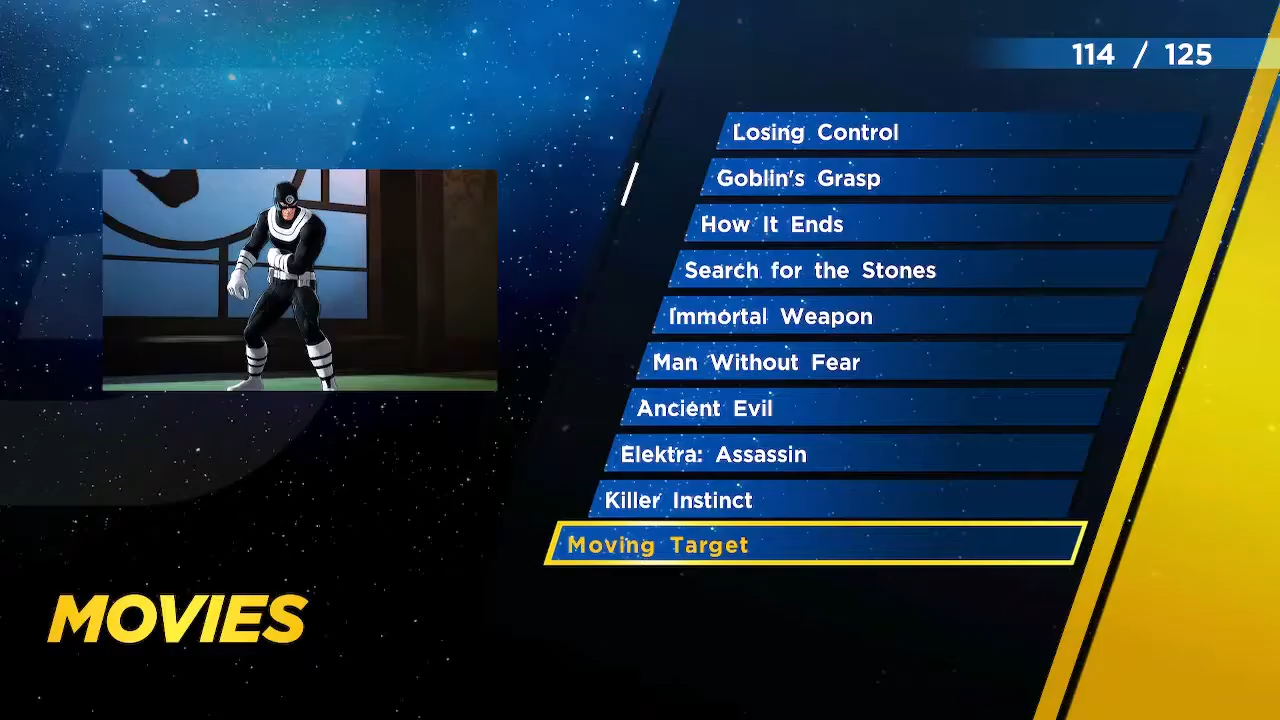 114 / 125
Losing Control
Goblin's Grasp
How It Ends
Search for the Stones
Immortal Weapon
Man Without Fear
Ancient Evil
Elektra: Assassin
Killer Instinct
Moving Target
MOVIES